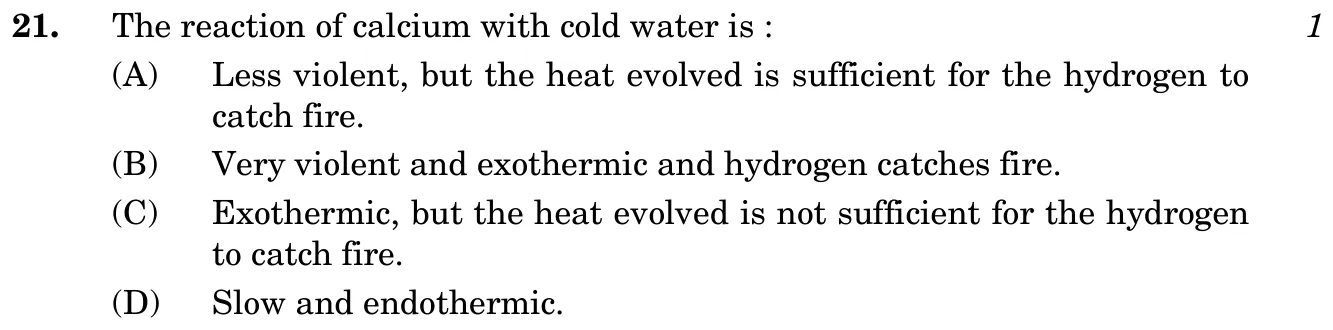 21. The reaction of calcium with cold water is : 1
(A) Less violent, but the heat evolved is sufficient for the hydrogen to
catch fire.
(B) Very violent and exothermic and hydrogen catches fire.
(C) Exothermic, but the heat evolved is not sufficient for the hydrogen
to catch fire.
(D) Slow and endothermic.